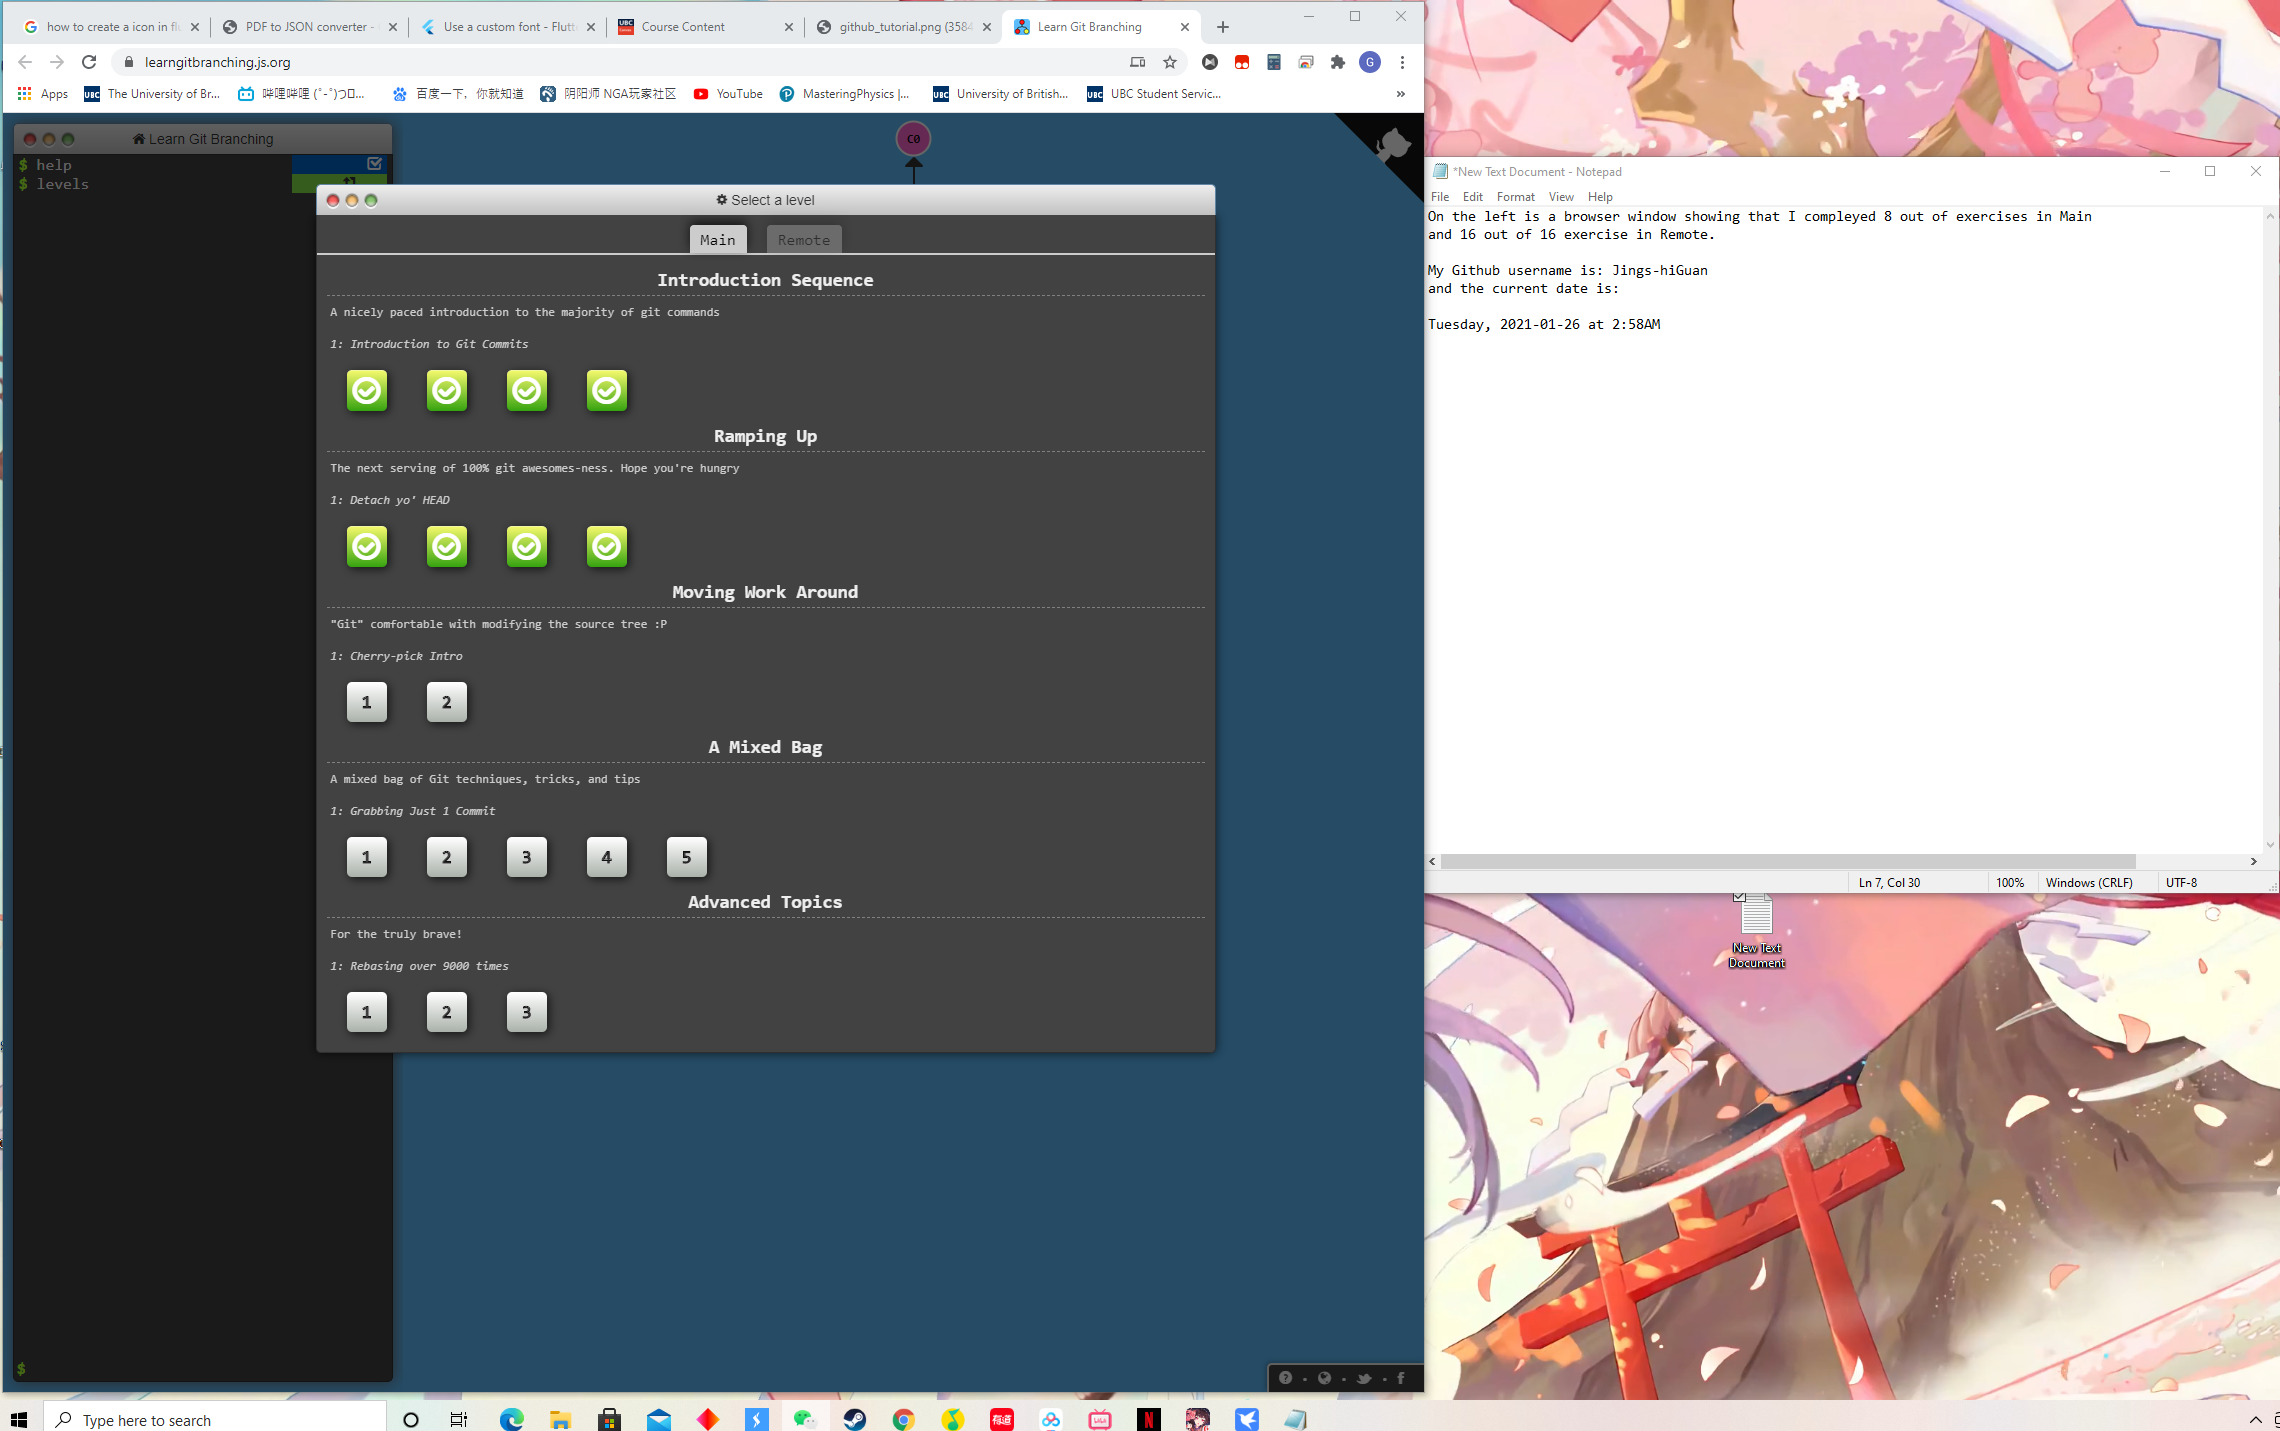 how to create a icon in fl
PDF to JSON converter -
Use a custom font - Flutt
Course Content
github_tutorial.png (3584
Learn Git Branching
learngitbranching.js.org
G
Apps
UBC
The University of Br...
哔哩哔哩 (゜-゜)つロ...
百度一下，你就知道
阴阳师 NGA玩家社区
YouTube
MasteringPhysics |...
UBC
University of British...
UBC
UBC Student Servic...
»
Learn Git Branching
$ help
$ levels
C0
Select a level
Main
Remote
Introduction Sequence
A nicely paced introduction to the majority of git commands
1: Introduction to Git Commits
Ramping Up
The next serving of 100% git awesomes-ness. Hope you're hungry
1: Detach yo' HEAD
Moving Work Around
"Git" comfortable with modifying the source tree :P
1: Cherry-pick Intro
1 2
A Mixed Bag
A mixed bag of Git techniques, tricks, and tips
1: Grabbing Just 1 Commit
1 2 3 4 5
Advanced Topics
For the truly brave!
1: Rebasing over 9000 times
1 2 3
$
*New Text Document - Notepad
File Edit Format View Help
On the left is a browser window showing that I compleyed 8 out of exercises in Main
and 16 out of 16 exercise in Remote.
My Github username is: Jings-hiGuan
and the current date is:
Tuesday, 2021-01-26 at 2:58AM
Ln 7, Col 30
100%
Windows (CRLF)
UTF-8
New Text
Document
Type here to search